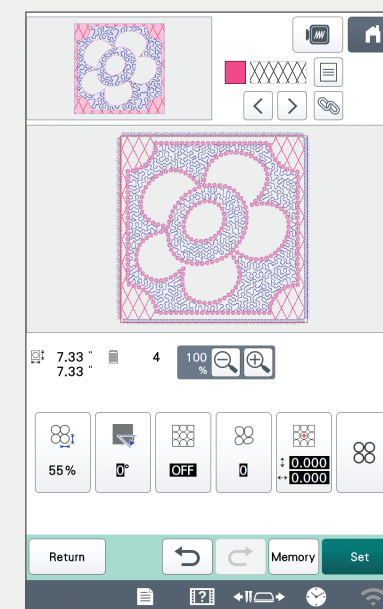 7.33 "
7.33 "
4
100
%
55%
0°
OFF
0
0.000
0.000
Return
Memory
Set